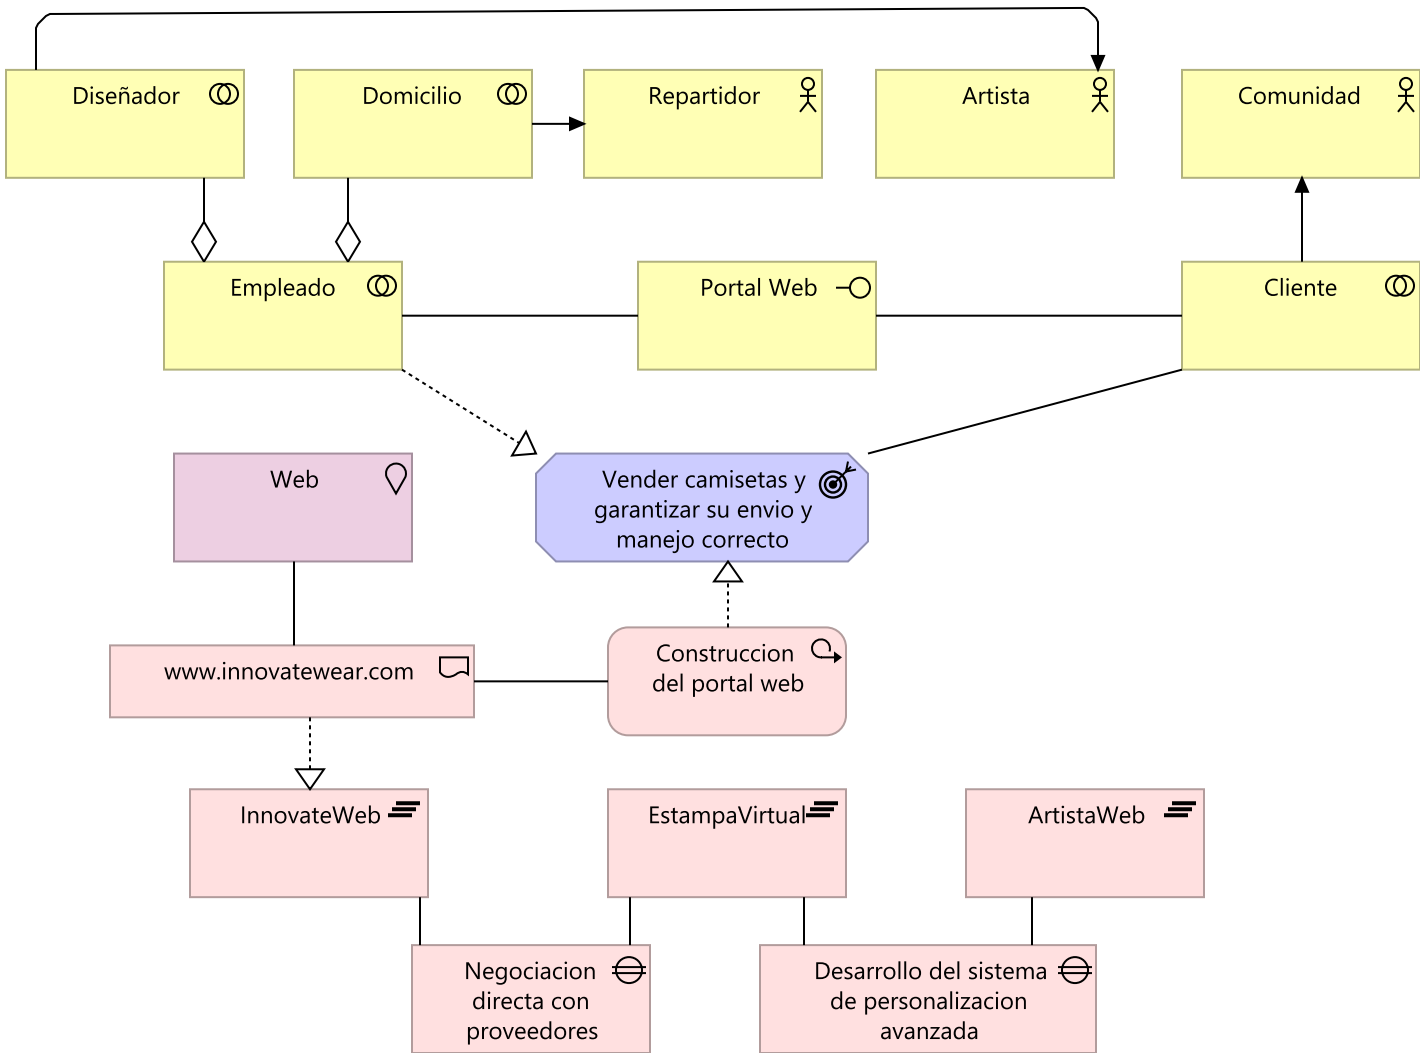 Diseñador
Domicilio
Repartidor
Artista
Comunidad
Empleado
Portal Web
Cliente
Web
Vender camisetas y
garantizar su envio y
manejo correcto
www.innovatewear.com
Construccion
del portal web
InnovateWeb
EstampaVirtual
ArtistaWeb
Negociacion
directa con
proveedores
Desarrollo del sistema
de personalizacion
avanzada